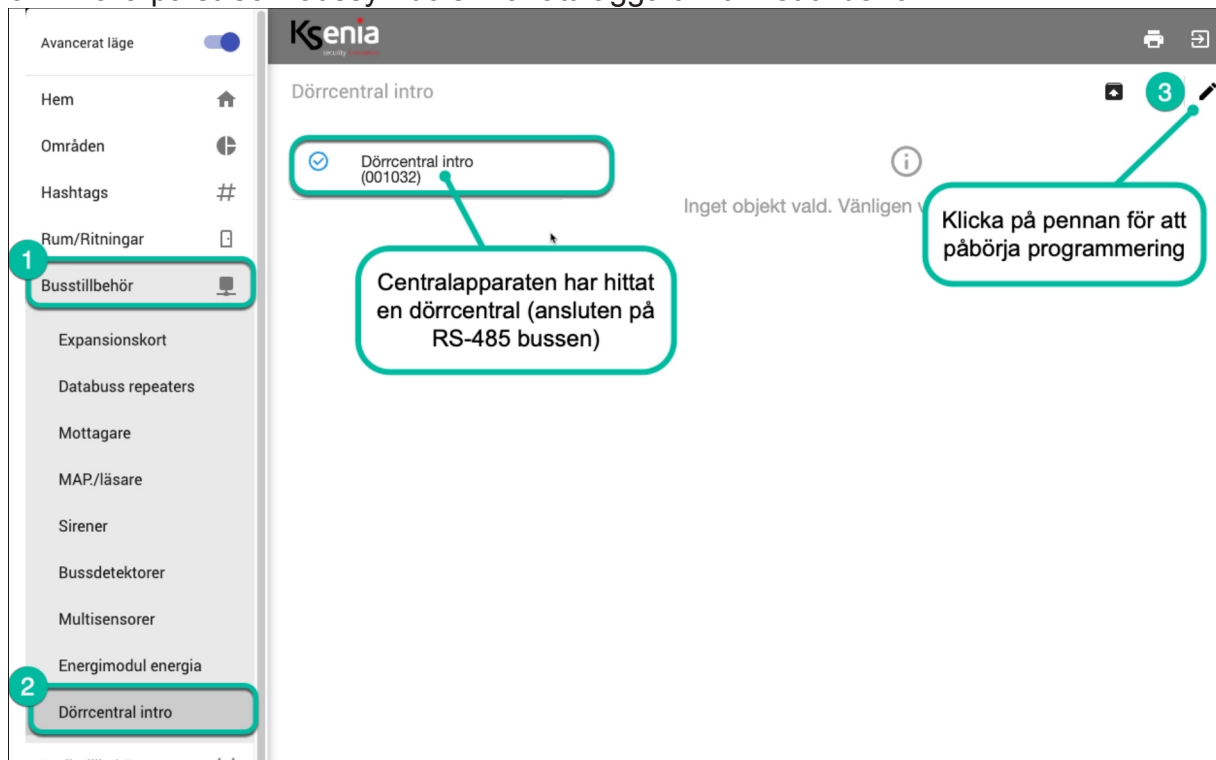 Avancerat läge
Ksenia
security
Hem
Områden
Hashtags
Rum/Ritningar
1
Busstillbehör
Expansionskort
Databuss repeaters
Mottagare
MAP./läsare
Sirener
Bussdetektorer
Multisensorer
Energimodul energia
2
Dörrcentral intro
Dörrcentral intro
3
Dörrcentral intro
(001032)
Inget objekt vald. Vänligen
Klicka på pennan för att
påbörja programmering
Centralapparaten har hittat
en dörrcentral (ansluten på
RS-485 bussen)